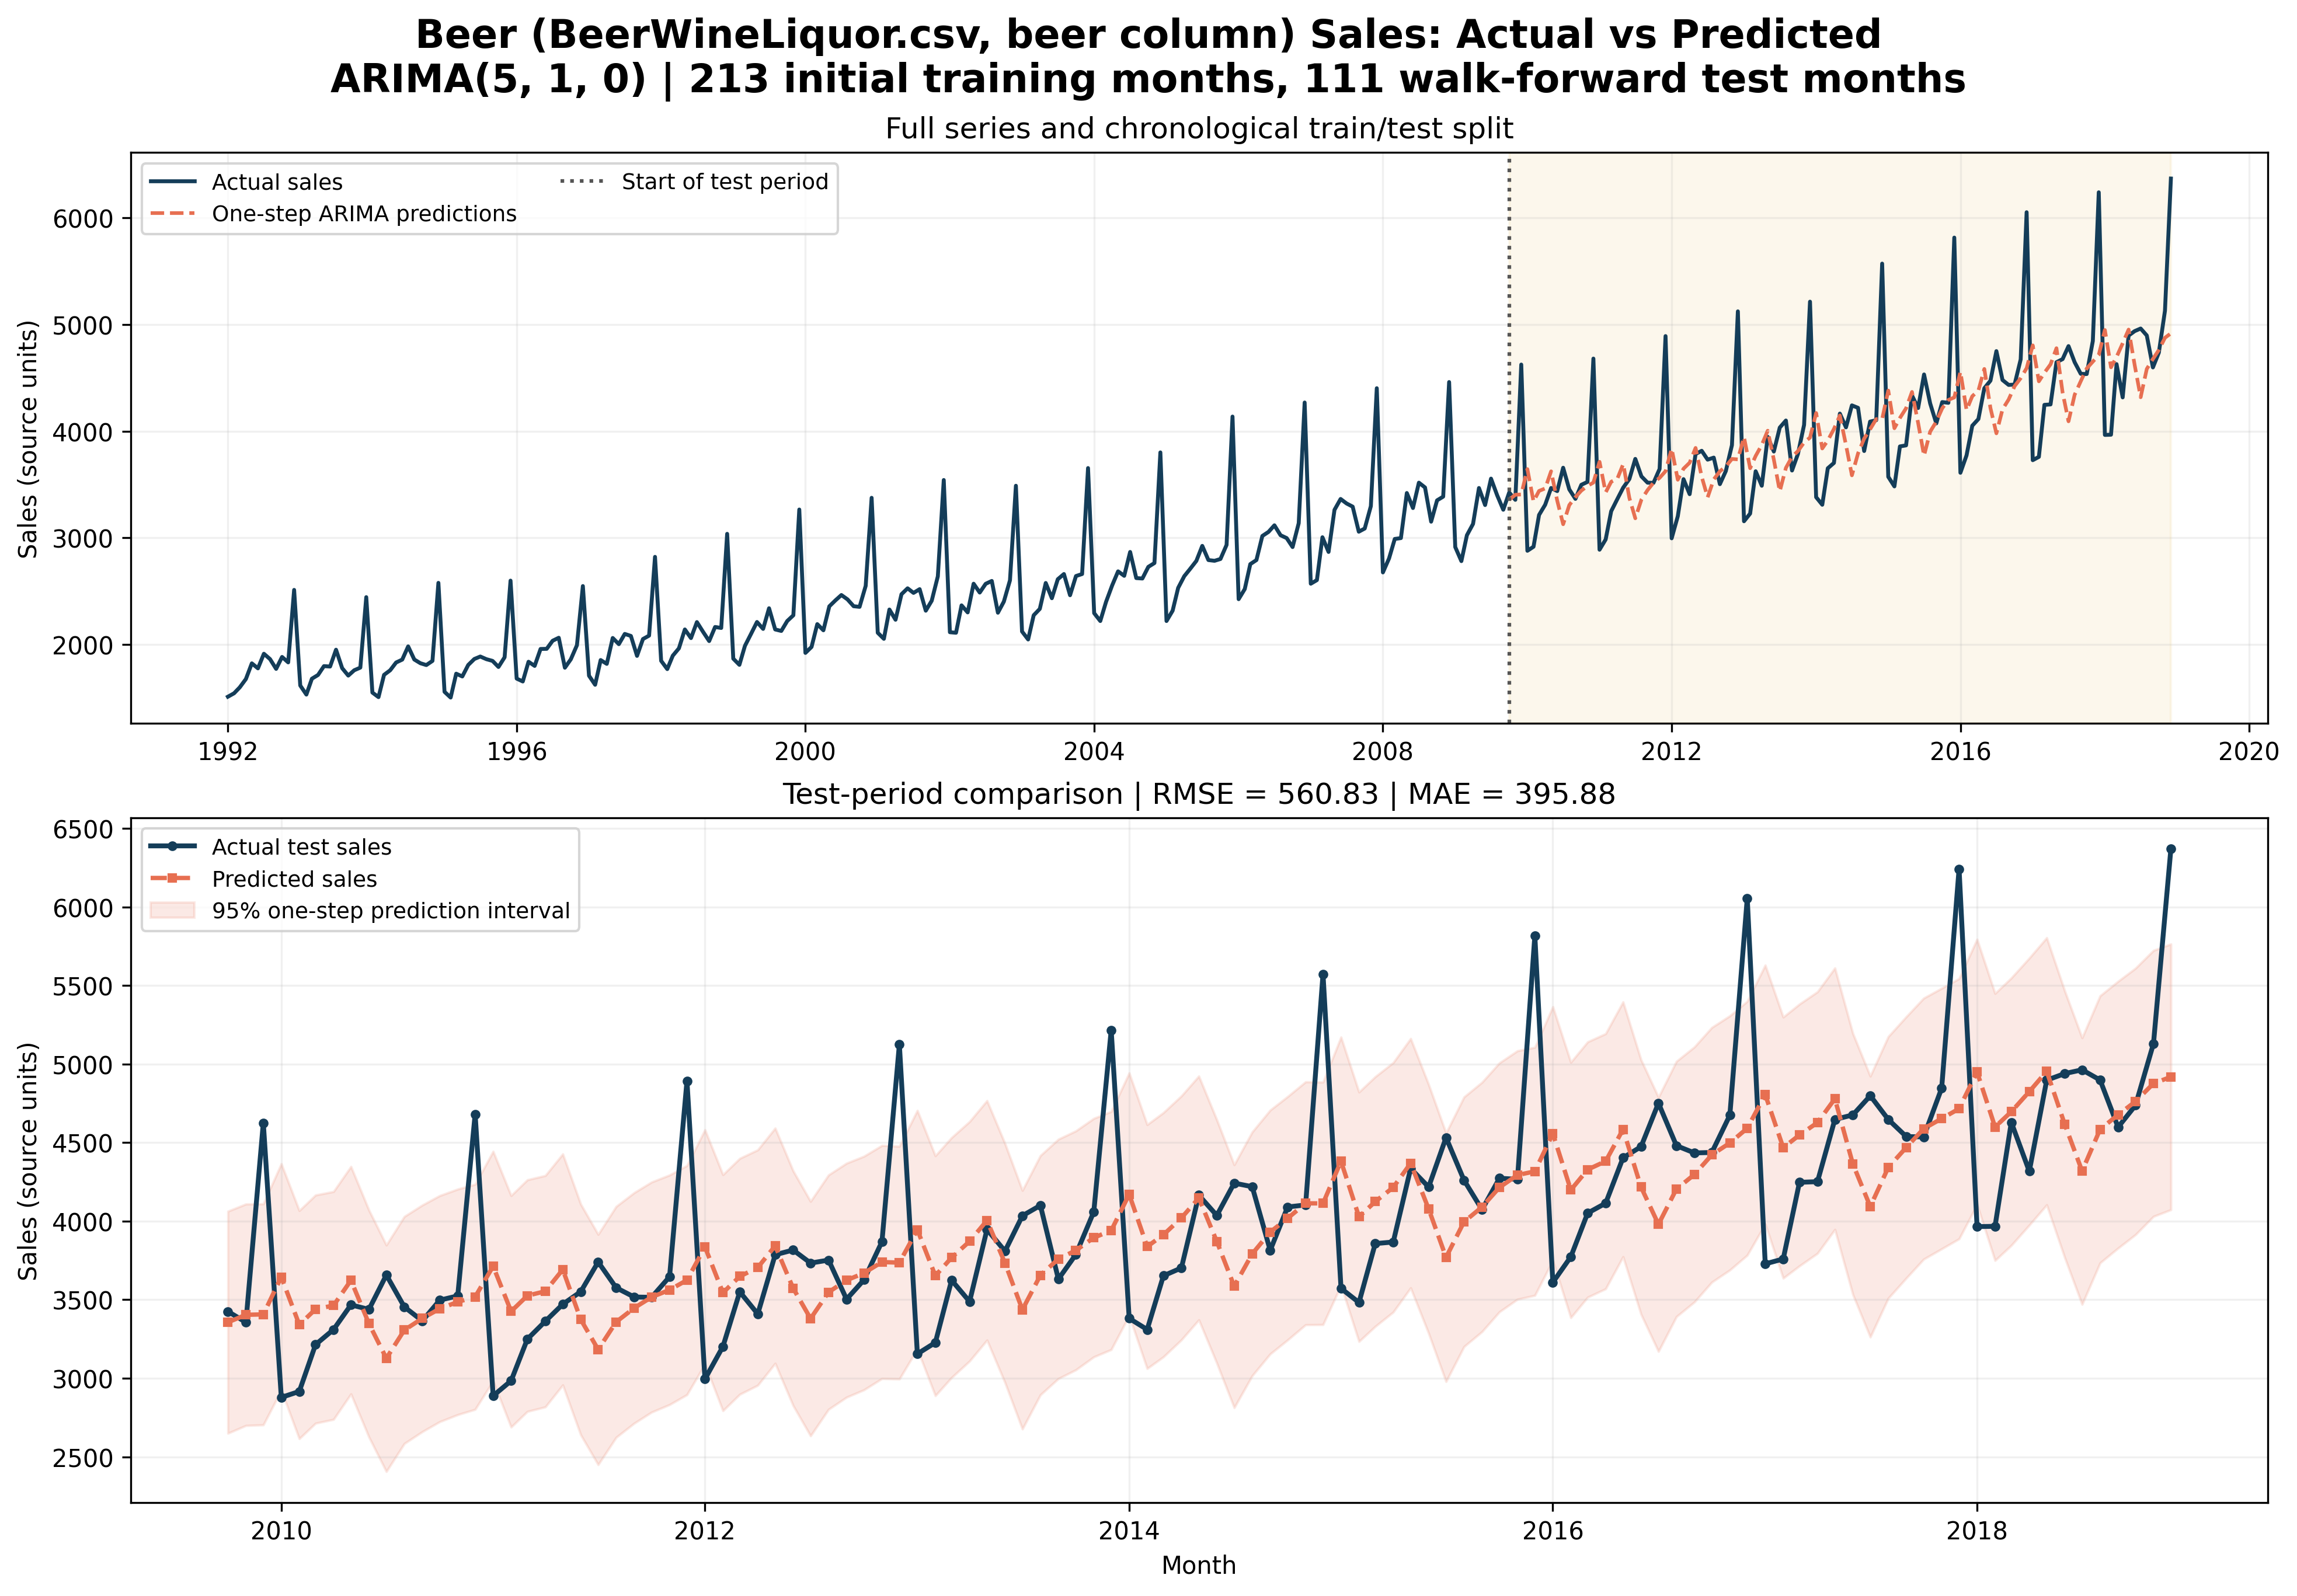 Beer (BeerWineLiquor.csv, beer column) Sales: Actual vs Predicted
ARIMA(5, 1, 0) | 213 initial training months, 111 walk-forward test months
Full series and chronological train/test split
Actual sales
One-step ARIMA predictions
Start of test period
Sales (source units)
6000
5000
4000
3000
2000
1992
1996
2000
2004
2008
2012
2016
2020
Test-period comparison | RMSE = 560.83 | MAE = 395.88
Actual test sales
Predicted sales
95% one-step prediction interval
Sales (source units)
6500
6000
5500
5000
4500
4000
3500
3000
2500
2010
2012
2014
2016
2018
Month